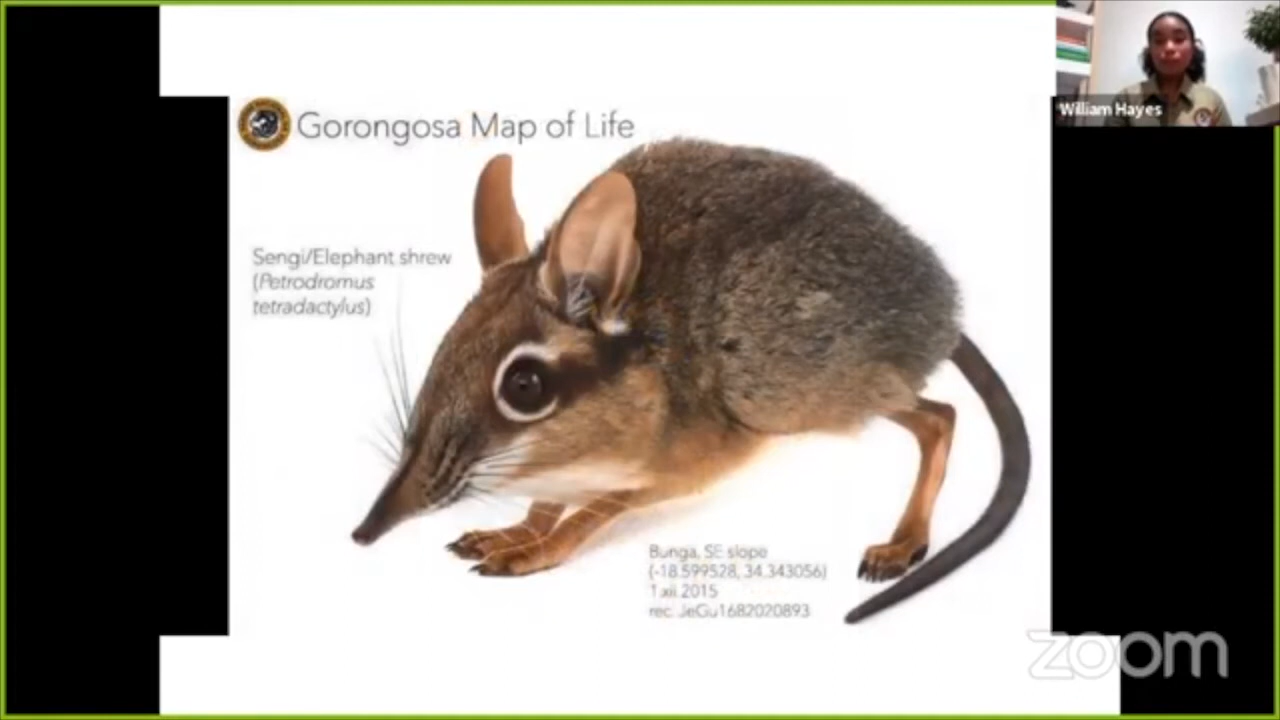 Gorongosa Map of Life
William Hayes
Sengi/Elephant shrew
(Petrodromus
tetradactylus)
Bunga, SE slope
(-18.599528, 34.343056)
1.xii.2015
rec. JeGu1682020893
zoom